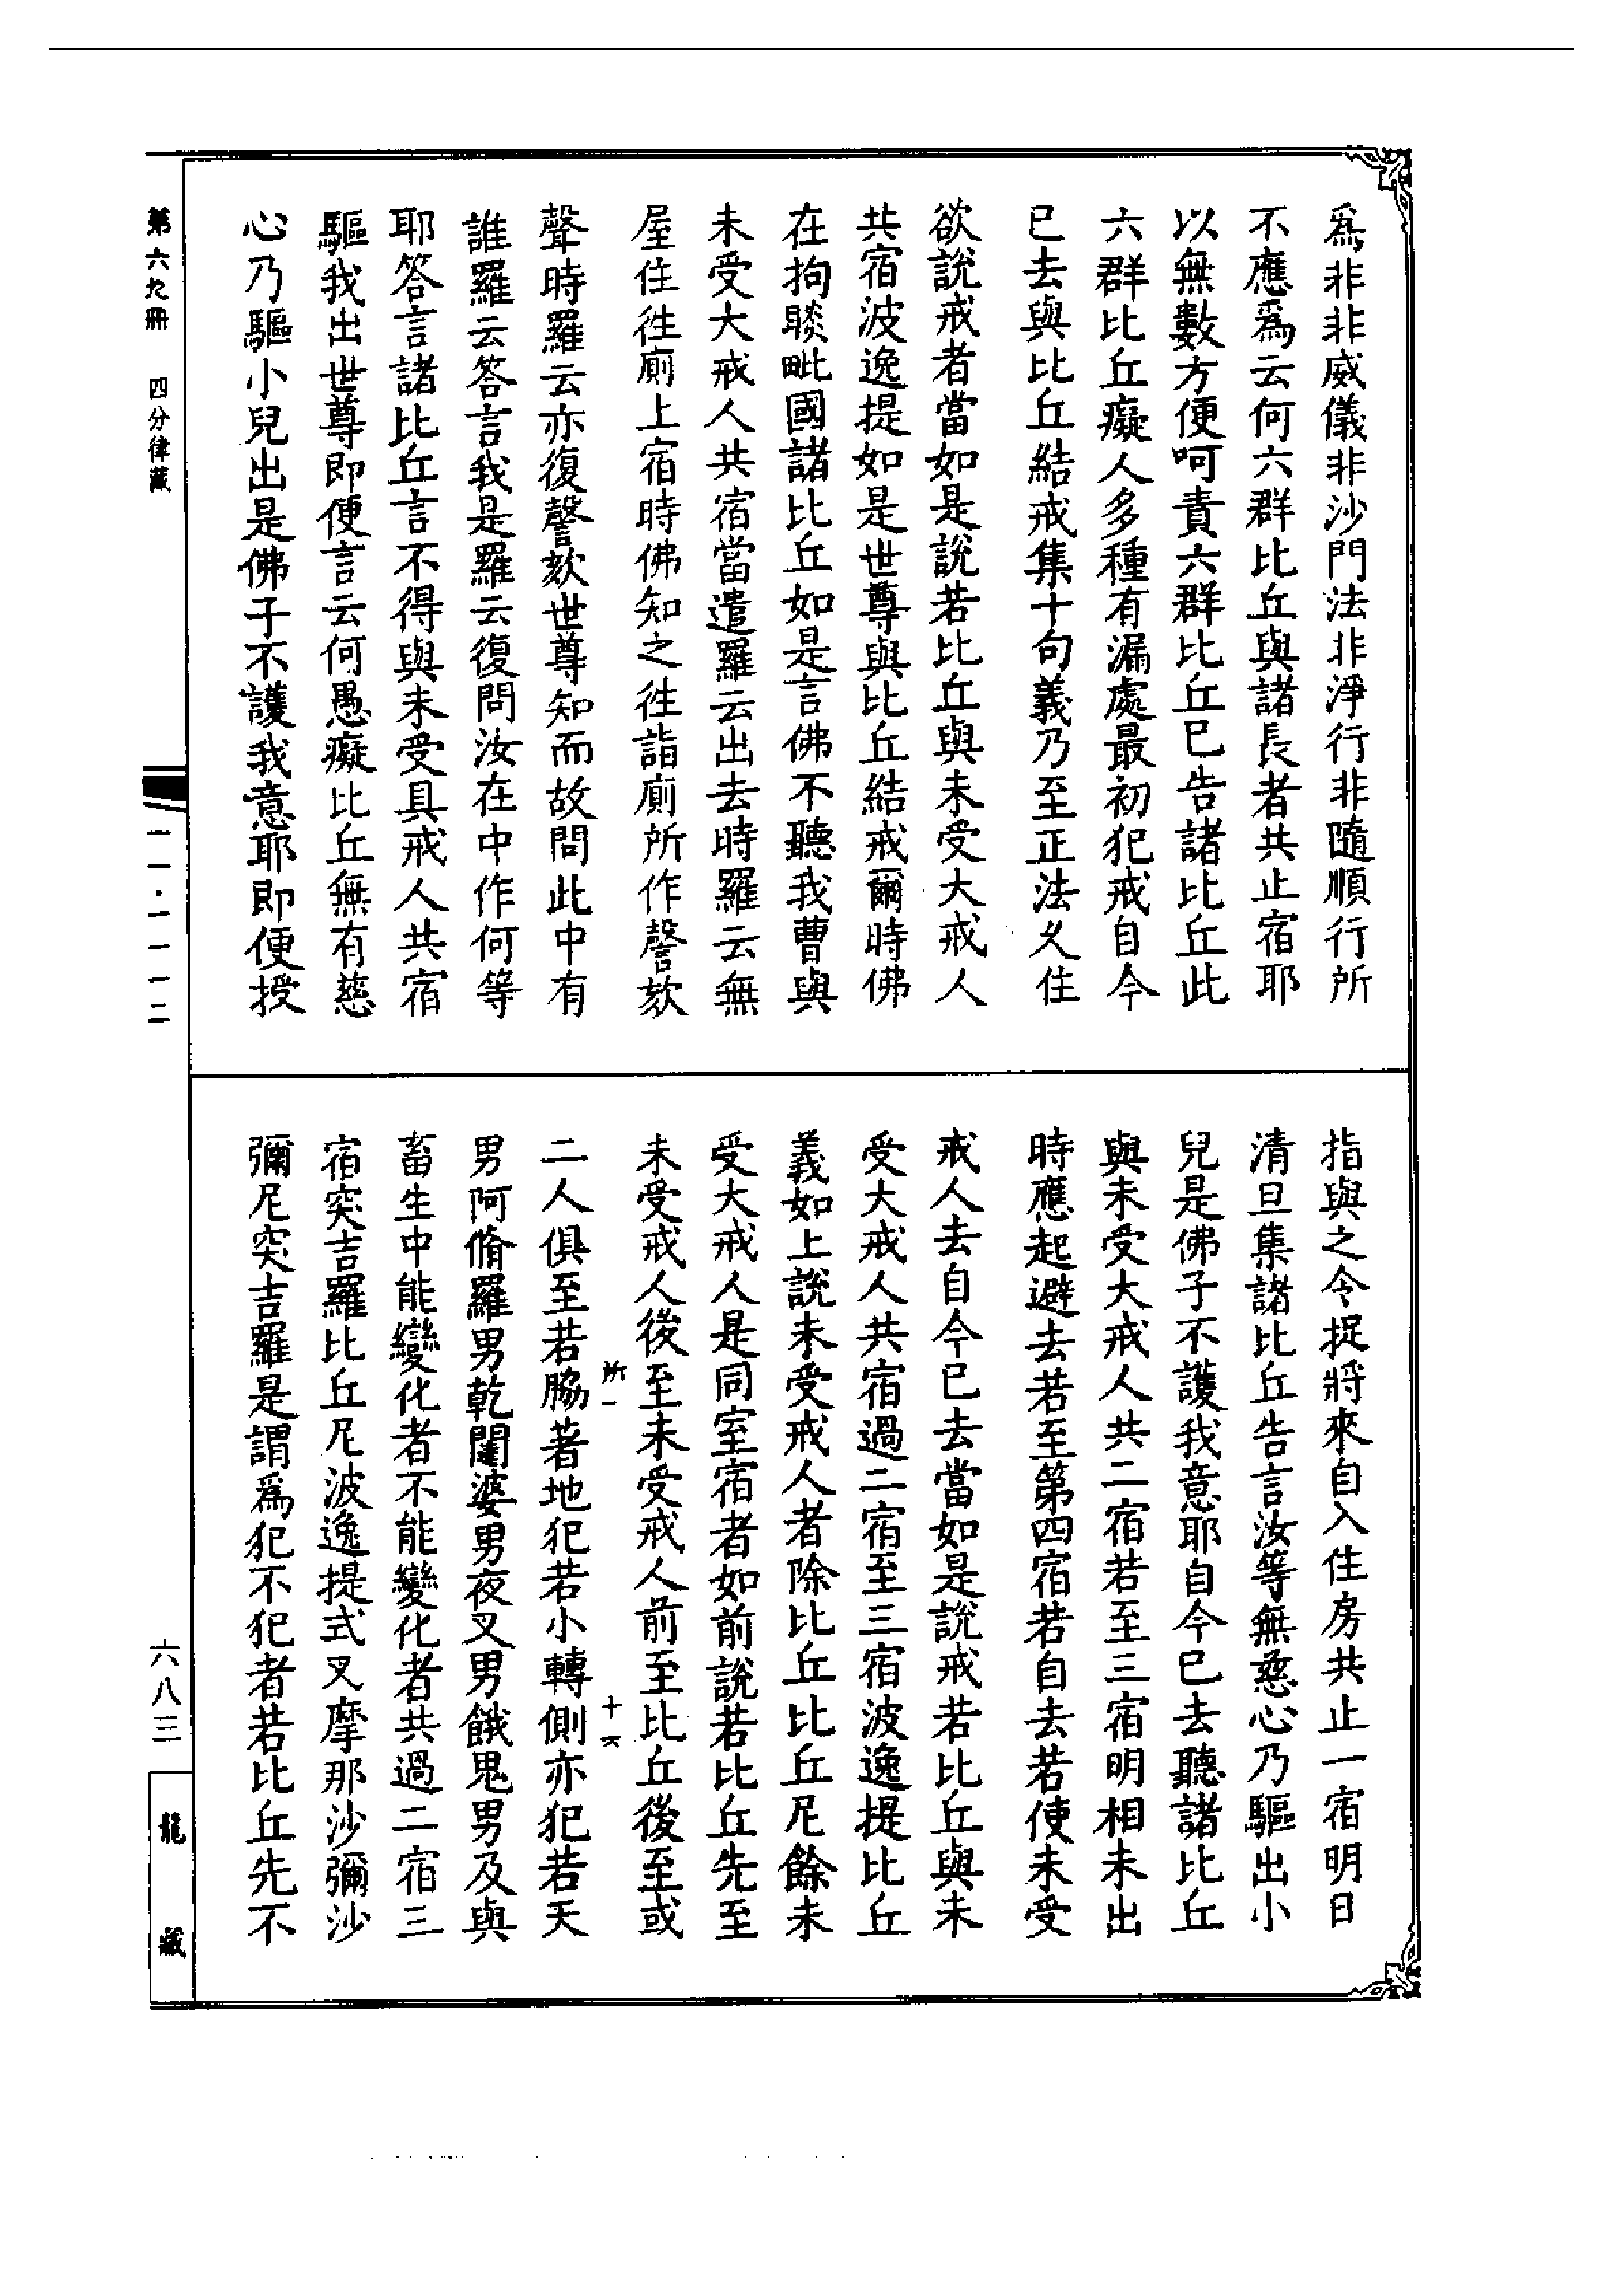 爲非非威儀非沙門法非淨行非隨順行所
不應爲云何六群比丘與諸長者共止宿耶
以無數方便呵責六群比丘已告諸比丘此
六群比丘癡人多種有漏處最初犯戒自今
已去與比丘結戒集十句義乃至正法久住
欲說戒者當如是說若比丘與未受大戒人
共宿波逸提如是世尊與比丘結戒爾時佛
在拘睒毗國諸比丘如是言佛不聽我曹與
未受大戒人共宿當遣羅云出去時羅云無
屋住徃廁上宿時佛知之徃詣廁所作謦欬
聲時羅云亦復謦欬世尊知而故問此中有
誰羅云答言我是羅云復問汝在中作何等
耶答言諸比丘言不得與未受具戒人共宿
驅我出世尊即便言云何愚癡比丘無有慈
心乃驅小兒出是佛子不護我意耶即便授
指與之令捉將來自入住房共止一宿明日
清旦集諸比丘告言汝等無慈心乃驅出小
兒是佛子不護我意耶自今已去聽諸比丘
與未受大戒人共二宿若至三宿明相未出
時應起避去若至第四宿若自去若使未受
戒人去自今已去當如是說戒若比丘與未
受大戒人共宿過二宿至三宿波逸提比丘
義如上說未受戒人者除比丘比丘尼餘未
受大戒人是同室宿者如前說若比丘先至
未受戒人後至未受戒人前至比丘後至或
所一 十六
二人俱至若脇著地犯若小轉側亦犯若天
男阿脩羅男乾闥婆男夜叉男餓鬼男及與
畜生中能變化者不能變化者共過二宿三
宿突吉羅比丘尼波逸提式叉摩那沙彌沙
彌尼突吉羅是謂爲犯不犯者若比丘先不
第六九冊 四分律藏
一一·一一一二
六八三
龍藏